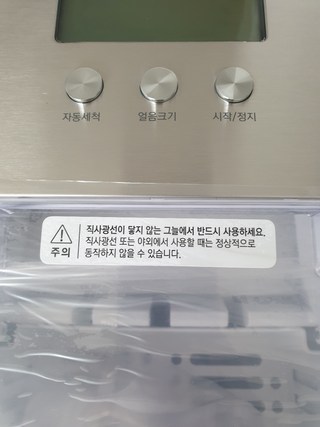 자동세척 얼음크기 시작/정지
직사광선이 닿지 않는 그늘에서 반드시 사용하세요.
직사광선 또는 야외에서 사용할 때는 정상적으로
동작하지 않을 수 있습니다.
주의